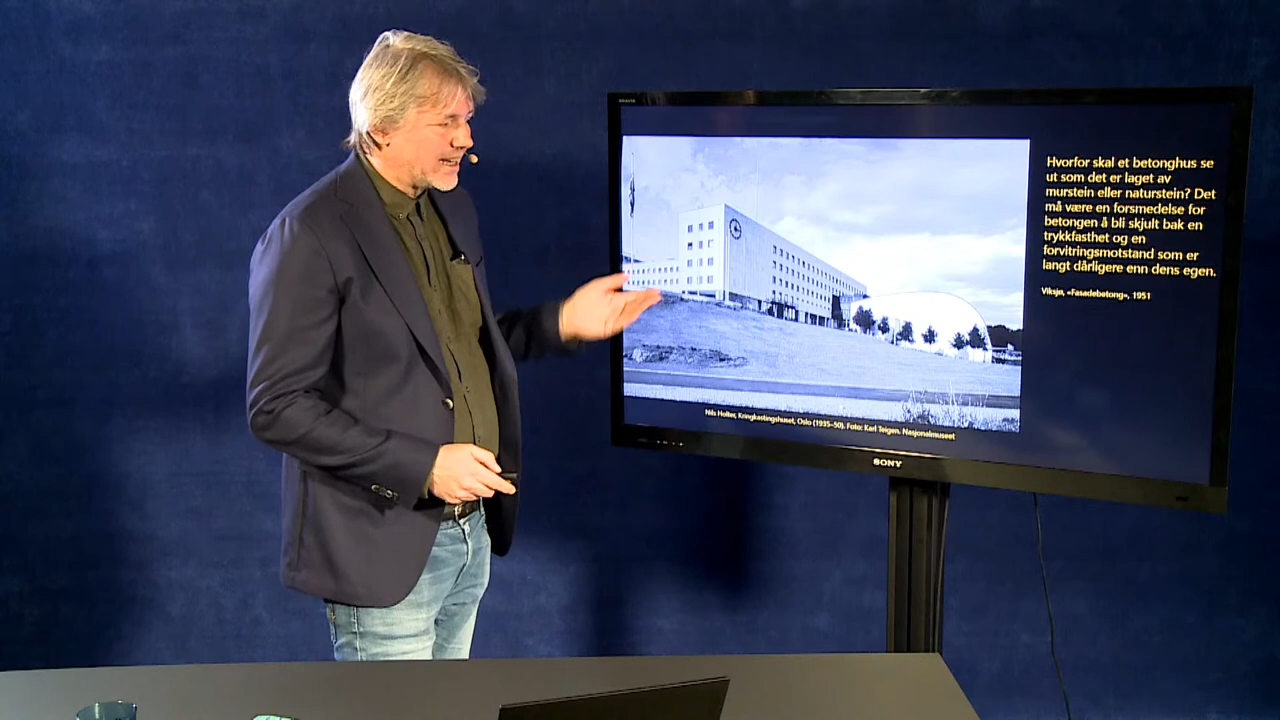 Hvorfor skal et betonghus se
ut som det er laget av
murstein eller naturstein? Det
må være en forsmedelse for
betongen å bli skjult bak en
trykkfasthet og en
forvitringsmotstand som er
langt dårligere enn dens egen.
Viksjø, «Fasadebetong», 1951
Nils Holter, Kringkastingshuset, Oslo (1935–50). Foto: Karl Teigen. Nasjonalmuseet
SONY